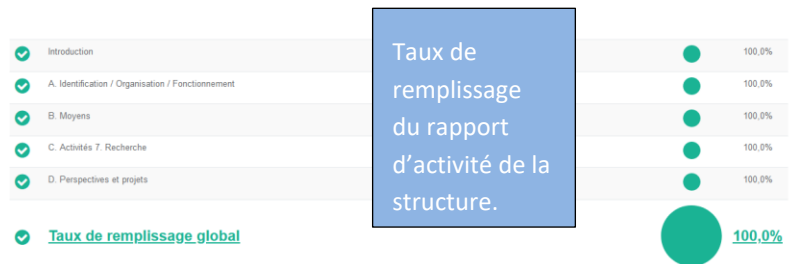 Introduction 100,0%
A. Identification / Organisation / Fonctionnement 100,0%
B. Moyens 100,0%
C. Activités 7. Recherche 100,0%
D. Perspectives et projets 100,0%
Taux de remplissage global 100,0%
Taux de
remplissage
du rapport
d’activité de la
structure.